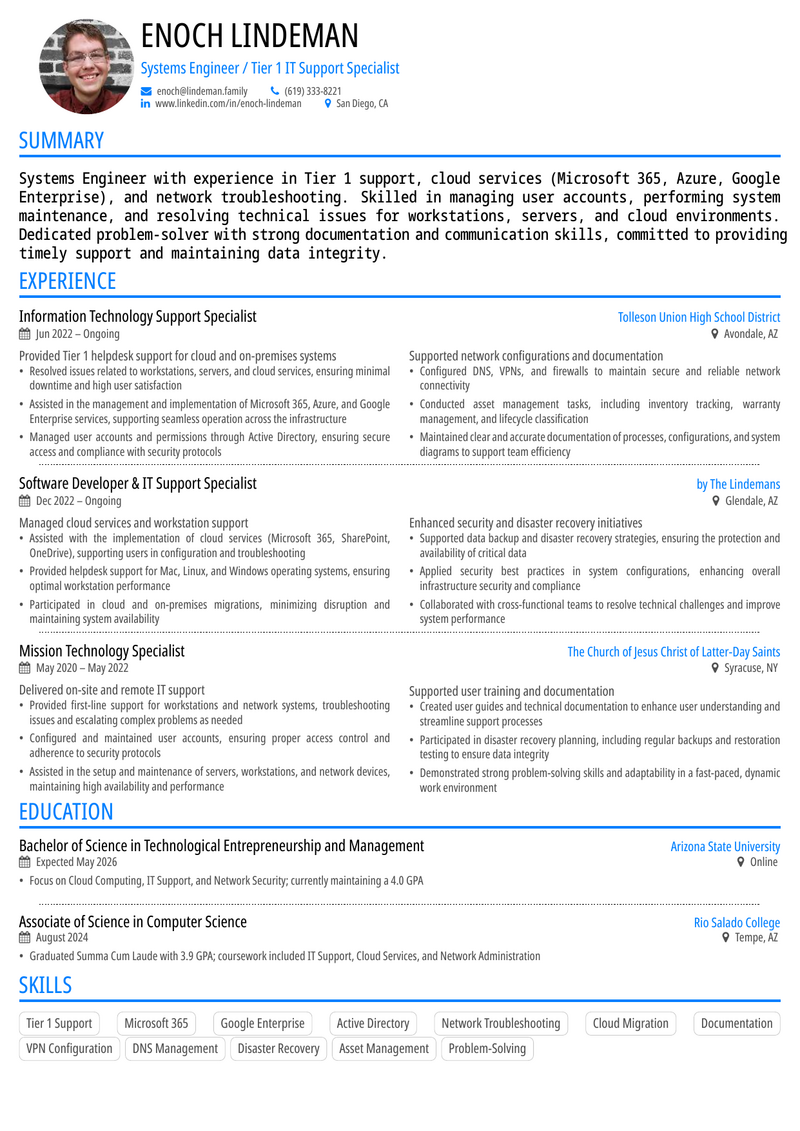 ENOCH LINDEMAN
Systems Engineer / Tier 1 IT Support Specialist
enoch@lindeman.family (619) 333-8221
www.linkedin.com/in/enoch-lindeman San Diego, CA
SUMMARY
Systems Engineer with experience in Tier 1 support, cloud services (Microsoft 365, Azure, Google
Enterprise), and network troubleshooting. Skilled in managing user accounts, performing system
maintenance, and resolving technical issues for workstations, servers, and cloud environments.
Dedicated problem-solver with strong documentation and communication skills, committed to providing
timely support and maintaining data integrity.
EXPERIENCE
Information Technology Support Specialist Tolleson Union High School District
Jun 2022 – Ongoing Avondale, AZ
Provided Tier 1 helpdesk support for cloud and on-premises systems
• Resolved issues related to workstations, servers, and cloud services, ensuring minimal
downtime and high user satisfaction
• Assisted in the management and implementation of Microsoft 365, Azure, and Google
Enterprise services, supporting seamless operation across the infrastructure
• Managed user accounts and permissions through Active Directory, ensuring secure
access and compliance with security protocols
Supported network configurations and documentation
• Configured DNS, VPNs, and firewalls to maintain secure and reliable network
connectivity
• Conducted asset management tasks, including inventory tracking, warranty
management, and lifecycle classification
• Maintained clear and accurate documentation of processes, configurations, and system
diagrams to support team efficiency
Software Developer & IT Support Specialist by The Lindemans
Dec 2022 – Ongoing Glendale, AZ
Managed cloud services and workstation support
• Assisted with the implementation of cloud services (Microsoft 365, SharePoint,
OneDrive), supporting users in configuration and troubleshooting
• Provided helpdesk support for Mac, Linux, and Windows operating systems, ensuring
optimal workstation performance
• Participated in cloud and on-premises migrations, minimizing disruption and
maintaining system availability
Enhanced security and disaster recovery initiatives
• Supported data backup and disaster recovery strategies, ensuring the protection and
availability of critical data
• Applied security best practices in system configurations, enhancing overall
infrastructure security and compliance
• Collaborated with cross-functional teams to resolve technical challenges and improve
system performance
Mission Technology Specialist The Church of Jesus Christ of Latter-Day Saints
May 2020 – May 2022 Syracuse, NY
Delivered on-site and remote IT support
• Provided first-line support for workstations and network systems, troubleshooting
issues and escalating complex problems as needed
• Configured and maintained user accounts, ensuring proper access control and
adherence to security protocols
• Assisted in the setup and maintenance of servers, workstations, and network devices,
maintaining high availability and performance
Supported user training and documentation
• Created user guides and technical documentation to enhance user understanding and
streamline support processes
• Participated in disaster recovery planning, including regular backups and restoration
testing to ensure data integrity
• Demonstrated strong problem-solving skills and adaptability in a fast-paced, dynamic
work environment
EDUCATION
Bachelor of Science in Technological Entrepreneurship and Management Arizona State University
Expected May 2026 Online
• Focus on Cloud Computing, IT Support, and Network Security; currently maintaining a 4.0 GPA
Associate of Science in Computer Science Rio Salado College
August 2024 Tempe, AZ
• Graduated Summa Cum Laude with 3.9 GPA; coursework included IT Support, Cloud Services, and Network Administration
SKILLS
Tier 1 Support Microsoft 365 Google Enterprise Active Directory Network Troubleshooting Cloud Migration Documentation
VPN Configuration DNS Management Disaster Recovery Asset Management Problem-Solving